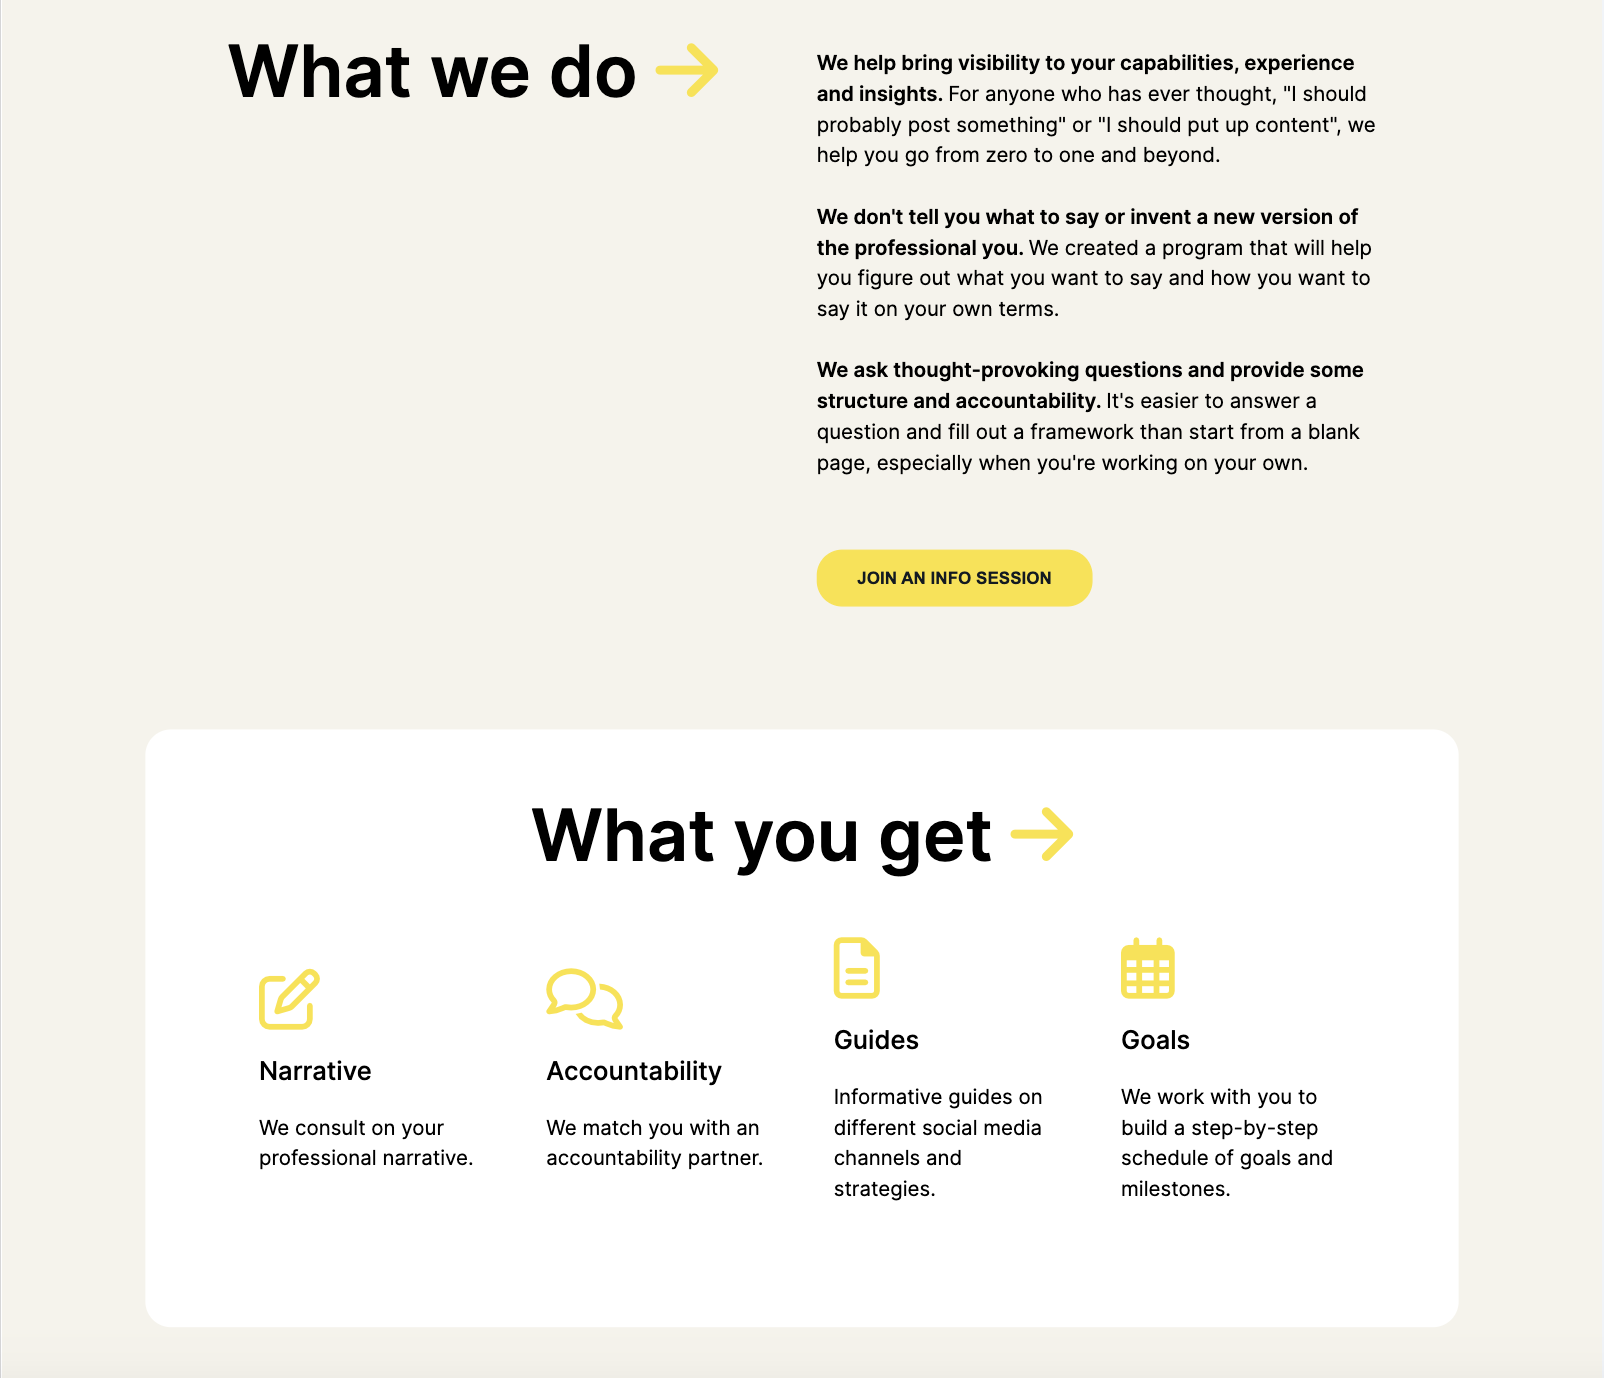 What we do
We help bring visibility to your capabilities, experience
and insights. For anyone who has ever thought, "I should
probably post something" or "I should put up content", we
help you go from zero to one and beyond.
We don't tell you what to say or invent a new version of
the professional you. We created a program that will help
you figure out what you want to say and how you want to
say it on your own terms.
We ask thought-provoking questions and provide some
structure and accountability. It's easier to answer a
question and fill out a framework than start from a blank
page, especially when you're working on your own.
JOIN AN INFO SESSION
What you get
Narrative
We consult on your
professional narrative.
Accountability
We match you with an
accountability partner.
Guides
Informative guides on
different social media
channels and
strategies.
Goals
We work with you to
build a step-by-step
schedule of goals and
milestones.